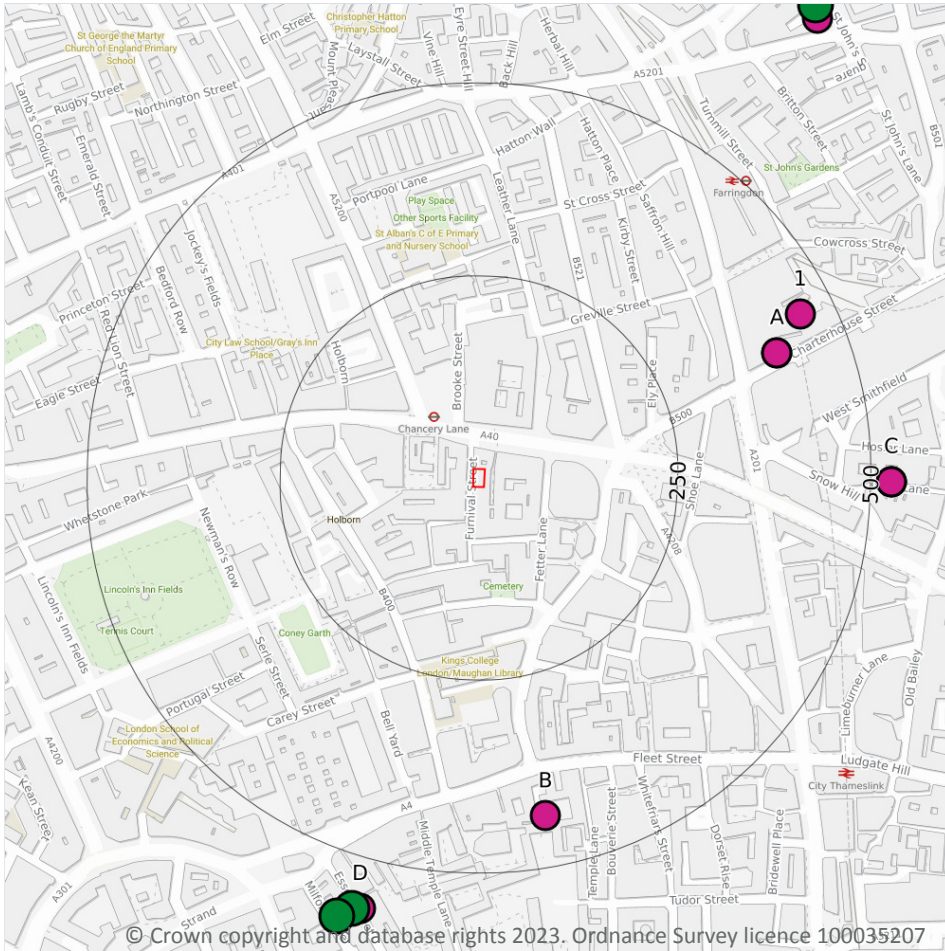 St George the Martyr
Church of England Primary
School
Elm Street
Christopher Hatton
Primary School
Laystall Street
Mount Pleasant
Vine Hill
Eyre Street Hill
Back Hill
Herbal Hill
A5201
St John's Square
Rugby Street
Northington Street
Lamb's Conduit Street
Emerald Street
Turnmill Street
Britton Street
St John's Lane
B501
A401
Hatton Wall
Hatton Place
A5200
Portpool Lane
Leather Lane
St Cross Street
Saffron Hill
Kirby Street
Farringdon
St John's Gardens
Play Space
Other Sports Facility
St Alban's C of E Primary
and Nursery School
Jockey's Fields
Bedford Row
Princeton Street
Red Lion Street
Eagle Street
B521
Cowcross Street
Greville Street
1
A
Charterhouse Street
City Law School/Gray's Inn
Place
Holborn
Brooke Street
Ely Place
B500
West Smithfield
Chancery Lane
A40
Hosier Lane
C
Lane
Snow Hill
A201
Shoe Lane
250
500
Furnival Street
Whetstone Park
Newman's Row
Holborn
Fetter Lane
A4208
Lincoln's Inn Fields
Lincoln's Inn Fields
Tennis Court
Cemetery
B400
Coney Garth
Serle Street
Kings College
London/Maughan Library
Portugal Street
Carey Street
Bell Yard
London School of
Economics and Political
Science
A4200
Kean Street
Limeburner Lane
Old Bailey
Fleet Street
Ludgate Hill
City Thameslink
B
A4
Middle Temple Lane
Temple Lane
Bouverie Street
Whitefriars Street
Dorset Rise
Bridewell Place
D
Tudor Street
A301
Strand
© Crown copyright and database rights 2023. Ordnance Survey licence 100035207